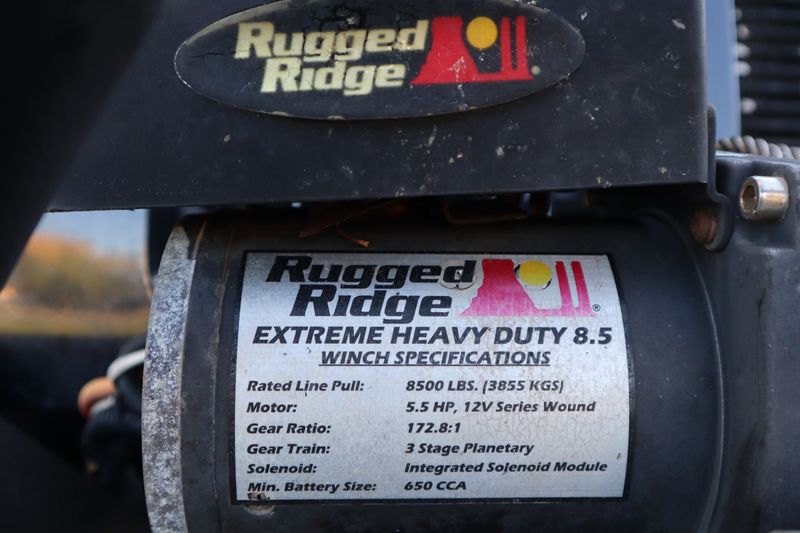 Rugged
Ridge
Rugged
Ridge ®
EXTREME HEAVY DUTY 8.5
WINCH SPECIFICATIONS
Rated Line Pull: 8500 LBS. (3855 KGS)
Motor: 5.5 HP, 12V Series Wound
Gear Ratio: 172.8:1
Gear Train: 3 Stage Planetary
Solenoid: Integrated Solenoid Module
Min. Battery Size: 650 CCA